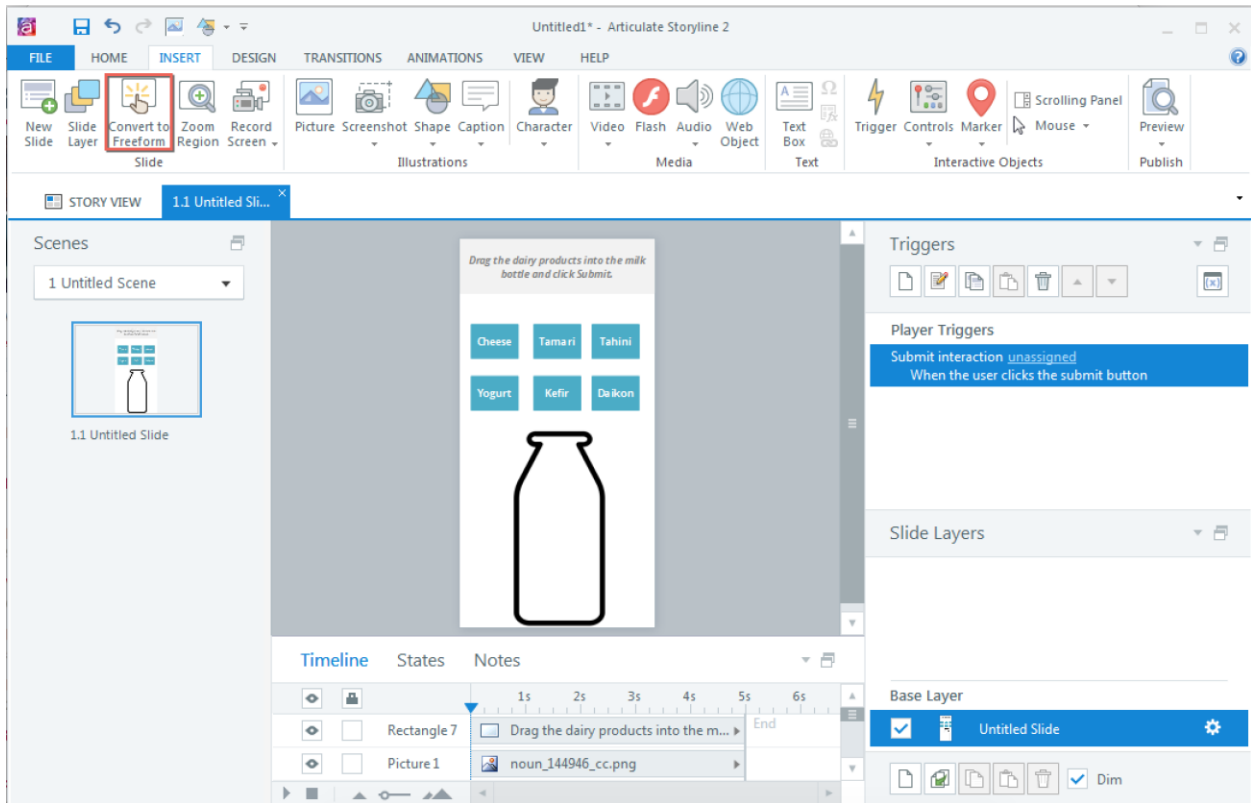 Untitled1* - Articulate Storyline 2
FILE HOME INSERT DESIGN TRANSITIONS ANIMATIONS VIEW HELP
New Slide
Slide Layer
Convert to Freeform
Zoom Region
Record Screen
Slide
Picture
Screenshot
Shape
Caption
Illustrations
Character
Video
Flash
Audio
Web Object
Media
Text Box
Text
Trigger
Controls
Marker
Scrolling Panel
Mouse
Interactive Objects
Preview
Publish
STORY VIEW
1.1 Untitled Sli...
Scenes
1 Untitled Scene
1.1 Untitled Slide
Drag the dairy products into the milk
bottle and click Submit.
Cheese Tamari Tahini
Yogurt Kefir Daikon
Triggers
Player Triggers
Submit interaction unassigned
When the user clicks the submit button
Slide Layers
Base Layer
Untitled Slide
Dim
Timeline States Notes
1s 2s 3s 4s 5s 6s
Rectangle 7 Drag the dairy products into the m... End
Picture 1 noun_144946_cc.png